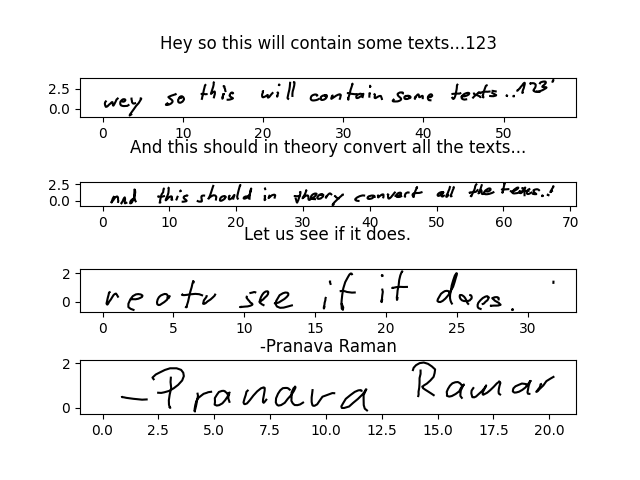 Hey so this will contain some texts...123
2.5
0.0
wey so this will contain some texts...123'
0 10 20 30 40 50
And this should in theory convert all the texts...
2.5
0.0
nnd this should in theory convert all the texts..!
0 10 20 30 40 50 60 70
Let us see if it does.
2
0
see if it does. '
0 5 10 15 20 25 30
-Pranava Raman
2
0
-Pranava Ramar
0.0 2.5 5.0 7.5 10.0 12.5 15.0 17.5 20.0